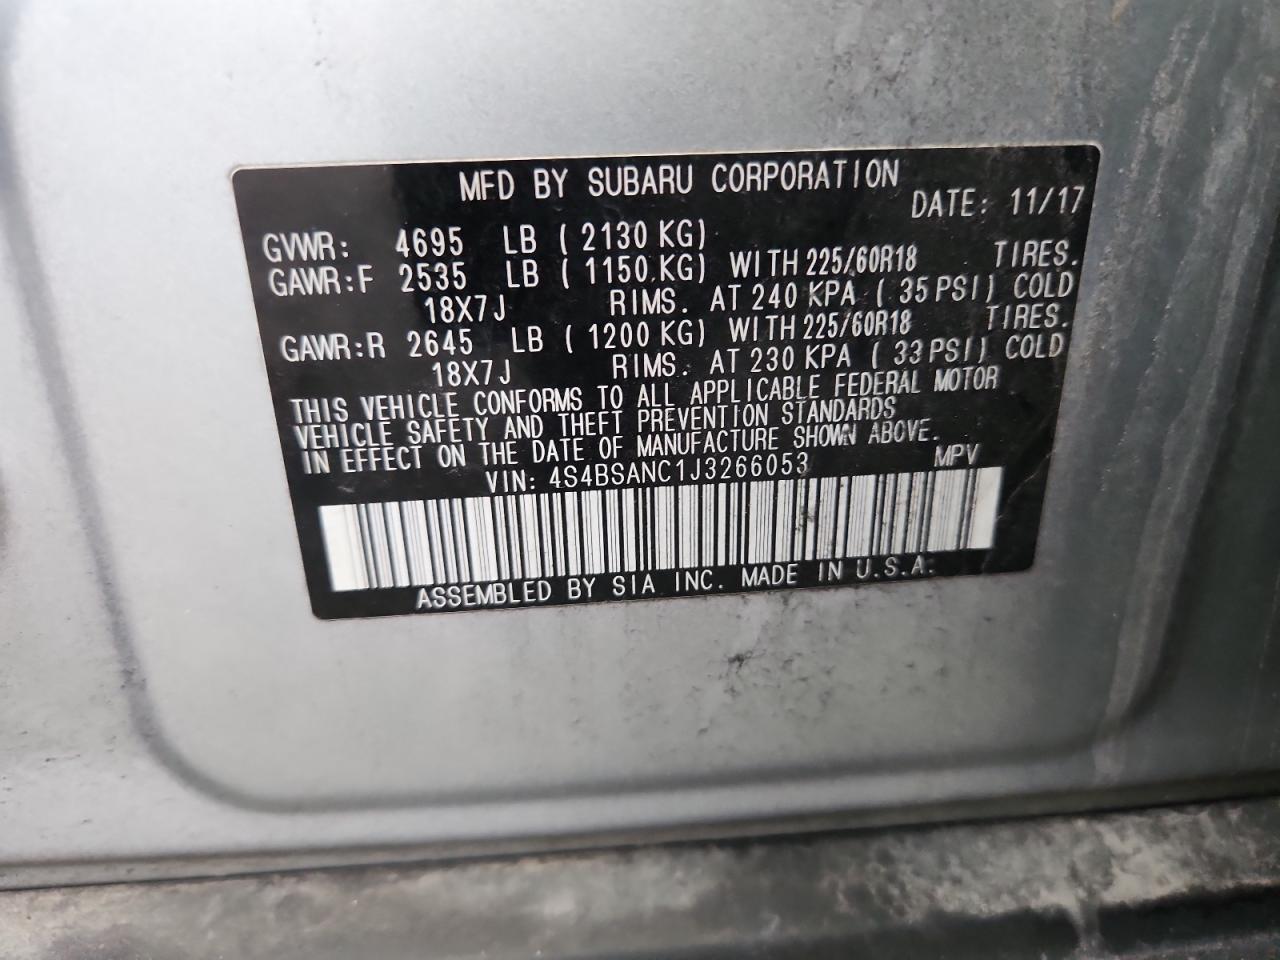 MFD BY SUBARU CORPORATION
DATE: 11/17
GVWR: 4695 LB ( 2130 KG)
GAWR:F 2535 LB ( 1150.KG) WITH 225/60R18 TIRES.
18X7J RIMS. AT 240 KPA ( 35 PSI) COLD
GAWR:R 2645 LB ( 1200 KG) WITH 225/60R18 TIRES.
18X7J RIMS. AT 230 KPA ( 33 PSI) COLD
THIS VEHICLE CONFORMS TO ALL APPLICABLE FEDERAL MOTOR
VEHICLE SAFETY AND THEFT PREVENTION STANDARDS
IN EFFECT ON THE DATE OF MANUFACTURE SHOWN ABOVE.
VIN: 4S4BSANC1J3266053 MPV
ASSEMBLED BY SIA INC. MADE IN U.S.A.